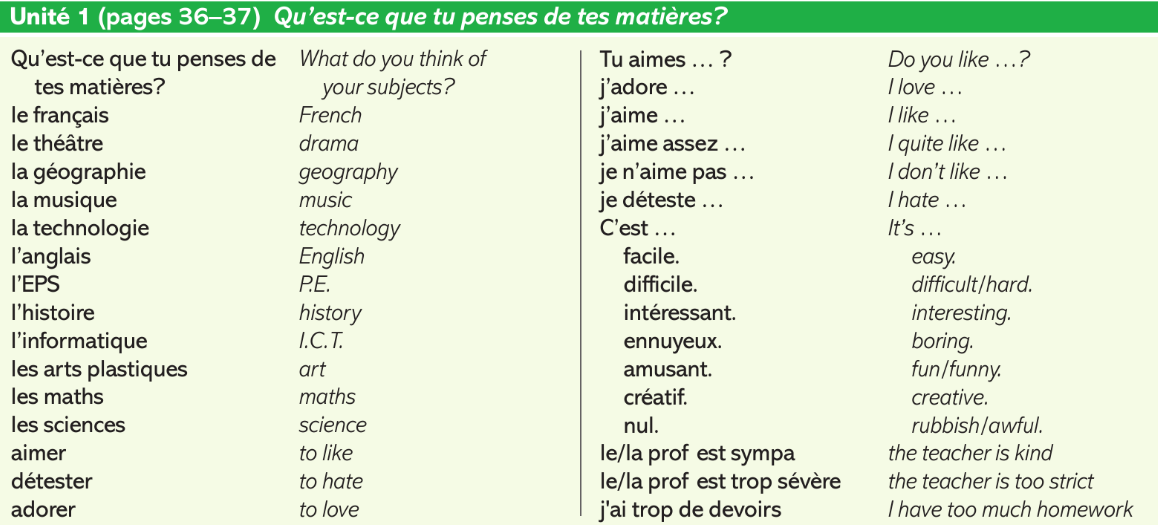 Unité 1 (pages 36–37) Qu'est-ce que tu penses de tes matières?
Qu'est-ce que tu penses de What do you think of
tes matières? your subjects?
le français French
le théâtre drama
la géographie geography
la musique music
la technologie technology
l'anglais English
l'EPS P.E.
l'histoire history
l'informatique I.C.T.
les arts plastiques art
les maths maths
les sciences science
aimer to like
détester to hate
adorer to love
Tu aimes … ? Do you like …?
j'adore … I love …
j'aime … I like …
j'aime assez … I quite like …
je n'aime pas … I don't like …
je déteste … I hate …
C'est … It's …
facile. easy.
difficile. difficult/hard.
intéressant. interesting.
ennuyeux. boring.
amusant. fun/funny.
créatif. creative.
nul. rubbish/awful.
le/la prof est sympa the teacher is kind
le/la prof est trop sévère the teacher is too strict
j'ai trop de devoirs I have too much homework